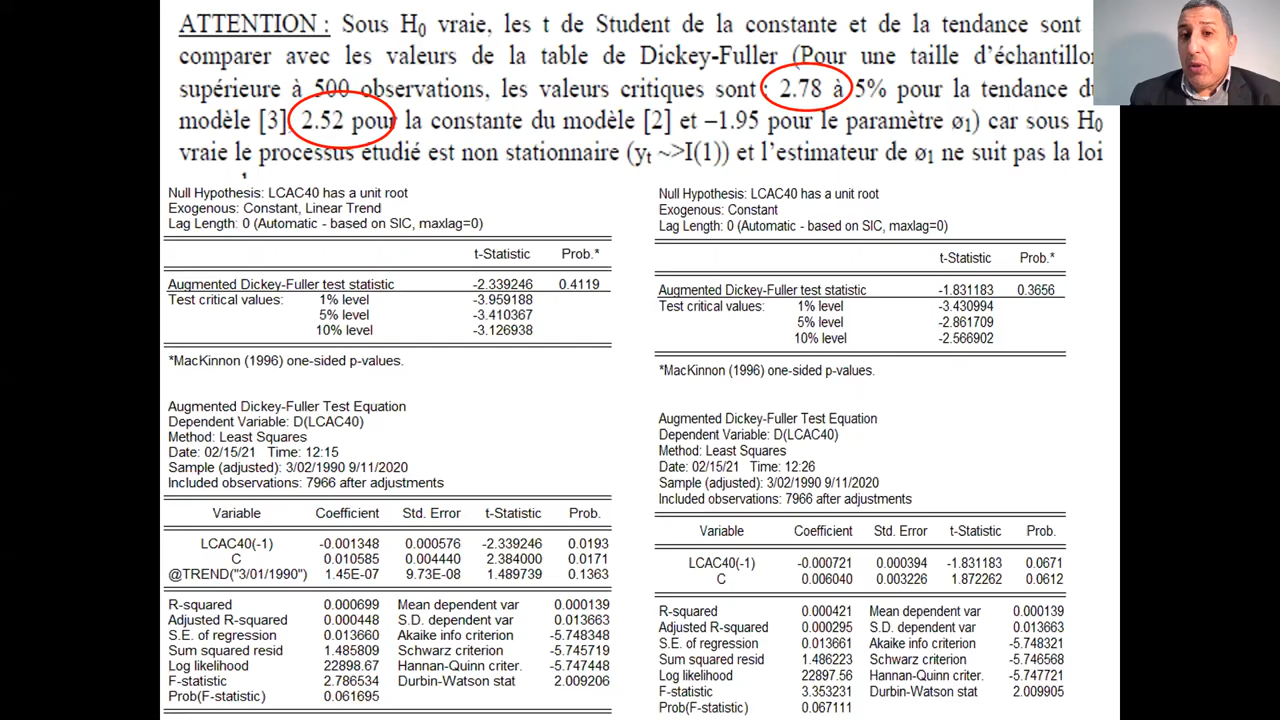 ATTENTION : Sous H0 vraie, les t de Student de la constante et de la tendance sont
comparer avec les valeurs de la table de Dickey-Fuller (Pour une taille d'échantillon
supérieure à 500 observations, les valeurs critiques sont : 2.78 à 5% pour la tendance du
modèle [3], 2.52 pour la constante du modèle [2] et –1.95 pour le paramètre ø1) car sous H0
vraie le processus étudié est non stationnaire (yt ~>I(1)) et l'estimateur de ø1 ne suit pas la loi
Null Hypothesis: LCAC40 has a unit root
Exogenous: Constant, Linear Trend
Lag Length: 0 (Automatic - based on SIC, maxlag=0)
t-Statistic Prob.*
Augmented Dickey-Fuller test statistic -2.339246 0.4119
Test critical values: 1% level -3.959188
5% level -3.410367
10% level -3.126938
*MacKinnon (1996) one-sided p-values.
Augmented Dickey-Fuller Test Equation
Dependent Variable: D(LCAC40)
Method: Least Squares
Date: 02/15/21 Time: 12:15
Sample (adjusted): 3/02/1990 9/11/2020
Included observations: 7966 after adjustments
Variable Coefficient Std. Error t-Statistic Prob.
LCAC40(-1) -0.001348 0.000576 -2.339246 0.0193
C 0.010585 0.004440 2.384000 0.0171
@TREND("3/01/1990") 1.45E-07 9.73E-08 1.489739 0.1363
R-squared 0.000699 Mean dependent var 0.000139
Adjusted R-squared 0.000448 S.D. dependent var 0.013663
S.E. of regression 0.013660 Akaike info criterion -5.748348
Sum squared resid 1.485809 Schwarz criterion -5.745719
Log likelihood 22898.67 Hannan-Quinn criter. -5.747448
F-statistic 2.786534 Durbin-Watson stat 2.009206
Prob(F-statistic) 0.061695
Null Hypothesis: LCAC40 has a unit root
Exogenous: Constant
Lag Length: 0 (Automatic - based on SIC, maxlag=0)
t-Statistic Prob.*
Augmented Dickey-Fuller test statistic -1.831183 0.3656
Test critical values: 1% level -3.430994
5% level -2.861709
10% level -2.566902
*MacKinnon (1996) one-sided p-values.
Augmented Dickey-Fuller Test Equation
Dependent Variable: D(LCAC40)
Method: Least Squares
Date: 02/15/21 Time: 12:26
Sample (adjusted): 3/02/1990 9/11/2020
Included observations: 7966 after adjustments
Variable Coefficient Std. Error t-Statistic Prob.
LCAC40(-1) -0.000721 0.000394 -1.831183 0.0671
C 0.006040 0.003226 1.872262 0.0612
R-squared 0.000421 Mean dependent var 0.000139
Adjusted R-squared 0.000295 S.D. dependent var 0.013663
S.E. of regression 0.013661 Akaike info criterion -5.748321
Sum squared resid 1.486223 Schwarz criterion -5.746568
Log likelihood 22897.56 Hannan-Quinn criter. -5.747721
F-statistic 3.353231 Durbin-Watson stat 2.009905
Prob(F-statistic) 0.067111